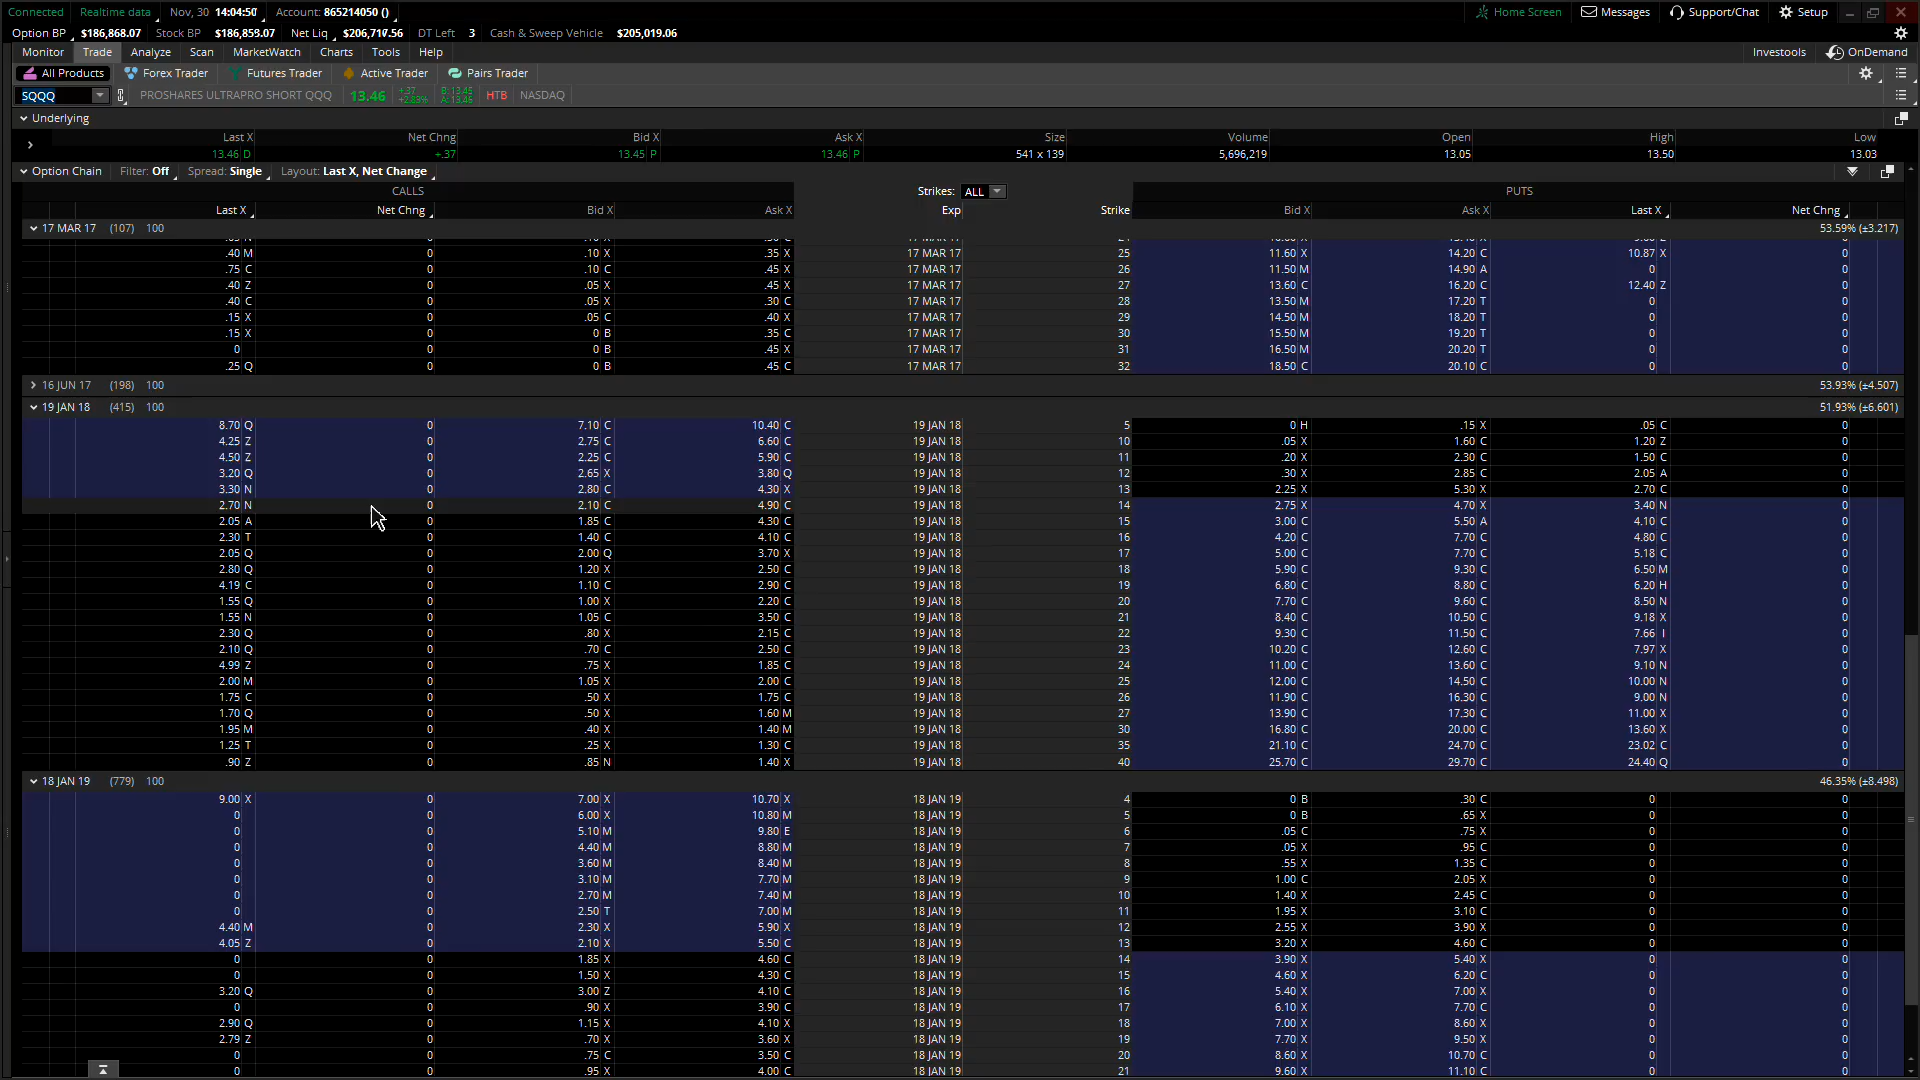 Connected Realtime data Nov, 30 14:04:50 Account: 865214050 () Home Screen Messages Support/Chat Setup
Option BP $186,868.07 Stock BP $186,859.07 Net Liq $206,717.56 DT Left 3 Cash & Sweep Vehicle $205,019.06
Monitor Trade Analyze Scan MarketWatch Charts Tools Help Investools OnDemand
All Products Forex Trader Futures Trader Active Trader Pairs Trader
SQQQ PROSHARES ULTRAPRO SHORT QQQ 13.46 +.37 +2.83% B: 13.45 A: 13.46 HTB NASDAQ
Underlying
Last X Net Chng Bid X Ask X Size Volume Open High Low
13.46 D +.37 13.45 P 13.46 P 541 x 139 5,696,219 13.05 13.50 13.03
Option Chain Filter: Off Spread: Single Layout: Last X, Net Change
CALLS Strikes: ALL PUTS
Last X Net Chng Bid X Ask X Exp Strike Bid X Ask X Last X Net Chng
17 MAR 17 (107) 100 53.59% (±3.217)
.40 M 0 .10 X .35 X 17 MAR 17 25 11.60 X 14.20 C 10.87 X 0
.75 C 0 .10 C .45 X 17 MAR 17 26 11.50 M 14.90 A 0 0
.40 Z 0 .05 X .45 X 17 MAR 17 27 13.60 C 16.20 C 12.40 Z 0
.40 C 0 .05 X .30 C 17 MAR 17 28 13.50 M 17.20 T 0 0
.15 X 0 .05 C .40 X 17 MAR 17 29 14.50 M 18.20 T 0 0
.15 X 0 0 B .35 C 17 MAR 17 30 15.50 M 19.20 T 0 0
0 0 0 B .45 X 17 MAR 17 31 16.50 M 20.20 T 0 0
.25 Q 0 0 B .45 C 17 MAR 17 32 18.50 C 20.10 C 0 0
16 JUN 17 (198) 100 53.93% (±4.507)
19 JAN 18 (415) 100 51.93% (±6.601)
8.70 Q 0 7.10 C 10.40 C 19 JAN 18 5 0 H .15 X .05 C 0
4.25 Z 0 2.75 C 6.60 C 19 JAN 18 10 .05 X 1.60 C 1.20 Z 0
4.50 Z 0 2.25 C 5.90 C 19 JAN 18 11 .20 X 2.30 C 1.50 C 0
3.20 Q 0 2.65 X 3.80 Q 19 JAN 18 12 .30 X 2.85 C 2.05 A 0
3.30 N 0 2.80 C 4.30 X 19 JAN 18 13 2.25 X 5.30 X 2.70 C 0
2.70 N 0 2.10 C 4.90 C 19 JAN 18 14 2.75 X 4.70 X 3.40 N 0
2.05 A 0 1.85 C 4.30 C 19 JAN 18 15 3.00 C 5.50 A 4.10 C 0
2.30 T 0 1.40 C 4.10 C 19 JAN 18 16 4.20 C 7.70 C 4.80 C 0
2.05 Q 0 2.00 Q 3.70 X 19 JAN 18 17 5.00 C 7.70 C 5.18 C 0
2.80 Q 0 1.20 X 2.50 C 19 JAN 18 18 5.90 C 9.30 C 6.50 M 0
4.19 C 0 1.10 C 2.90 C 19 JAN 18 19 6.80 C 8.80 C 6.20 H 0
1.55 Q 0 1.00 X 2.20 C 19 JAN 18 20 7.70 C 9.60 C 8.50 N 0
1.55 N 0 1.05 C 3.50 C 19 JAN 18 21 8.40 C 10.50 C 9.18 X 0
2.30 Q 0 .80 X 2.15 C 19 JAN 18 22 9.30 C 11.50 C 7.66 I 0
2.10 Q 0 .70 C 2.50 C 19 JAN 18 23 10.20 C 12.60 C 7.97 X 0
4.99 Z 0 .75 X 1.85 C 19 JAN 18 24 11.00 C 13.60 C 9.10 N 0
2.00 M 0 1.05 X 2.00 C 19 JAN 18 25 12.00 C 14.50 C 10.00 N 0
1.75 C 0 .50 X 1.75 C 19 JAN 18 26 11.90 C 16.30 C 9.00 N 0
1.70 Q 0 .50 X 1.60 M 19 JAN 18 27 13.90 C 17.30 C 11.00 X 0
1.95 M 0 .40 X 1.40 M 19 JAN 18 30 16.80 C 20.00 C 13.60 X 0
1.25 T 0 .25 X 1.30 C 19 JAN 18 35 21.10 C 24.70 C 23.02 C 0
.90 Z 0 .85 N 1.40 X 19 JAN 18 40 25.70 C 29.70 C 24.40 Q 0
18 JAN 19 (779) 100 46.35% (±8.498)
9.00 X 0 7.00 X 10.70 X 18 JAN 19 4 0 B .30 C 0 0
0 0 6.00 X 10.80 M 18 JAN 19 5 0 B .65 X 0 0
0 0 5.10 M 9.80 E 18 JAN 19 6 .05 C .75 X 0 0
0 0 4.40 M 8.80 M 18 JAN 19 7 .05 X .95 C 0 0
0 0 3.60 M 8.40 M 18 JAN 19 8 .55 X 1.35 C 0 0
0 0 3.10 M 7.70 M 18 JAN 19 9 1.00 C 2.05 X 0 0
0 0 2.70 M 7.40 M 18 JAN 19 10 1.40 X 2.45 C 0 0
0 0 2.50 T 7.00 M 18 JAN 19 11 1.95 X 3.10 C 0 0
4.40 M 0 2.30 X 5.90 X 18 JAN 19 12 2.55 X 3.90 X 0 0
4.05 Z 0 2.10 X 5.50 C 18 JAN 19 13 3.20 X 4.60 C 0 0
0 0 1.85 X 4.60 C 18 JAN 19 14 3.90 X 5.40 X 0 0
0 0 1.50 X 4.30 C 18 JAN 19 15 4.60 X 6.20 C 0 0
3.20 Q 0 3.00 Z 4.10 C 18 JAN 19 16 5.40 X 7.00 X 0 0
0 0 .90 X 3.90 C 18 JAN 19 17 6.10 X 7.70 C 0 0
2.90 Q 0 1.15 X 4.10 X 18 JAN 19 18 7.00 X 8.60 X 0 0
2.79 Z 0 .70 X 3.60 X 18 JAN 19 19 7.70 X 9.50 X 0 0
0 0 .75 C 3.50 C 18 JAN 19 20 8.60 X 10.70 C 0 0
0 0 .95 X 4.00 C 18 JAN 19 21 9.60 X 11.10 C 0 0